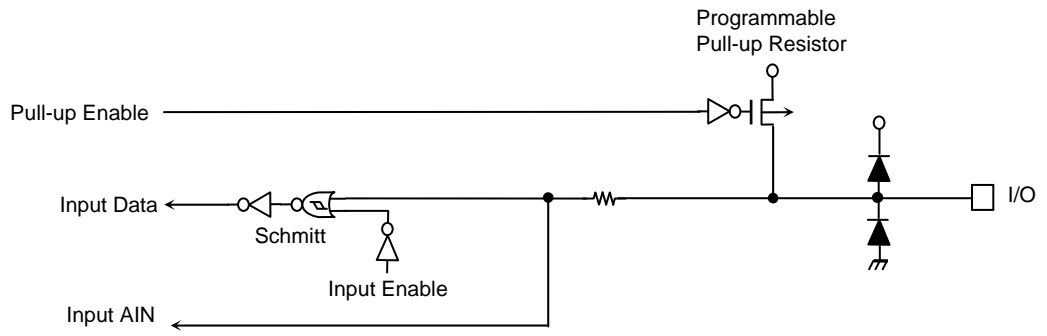 Programmable
Pull-up Resistor
Pull-up Enable
Input Data
I/O
Schmitt
Input Enable
Input AIN